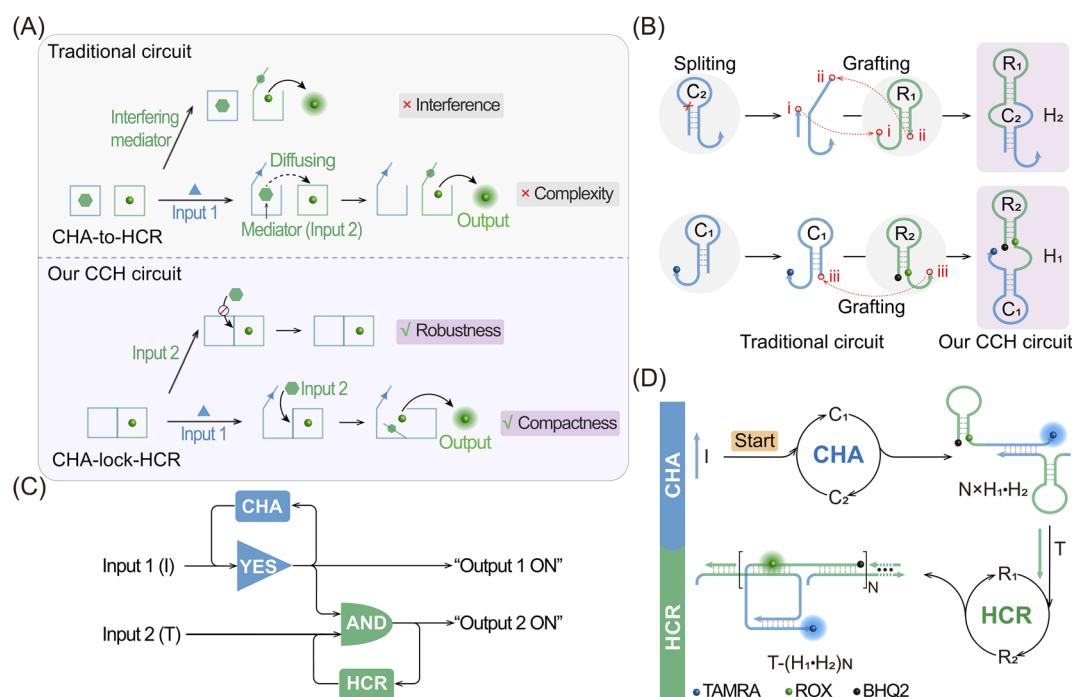 (A)
Traditional circuit
Interfering
mediator
× Interference
Diffusing
Input 1
Mediator (Input 2)
Output
× Complexity
CHA-to-HCR
Our CCH circuit
Input 2
√ Robustness
Input 2
Input 1
Output
√ Compactness
CHA-lock-HCR
(B)
Spliting
Grafting
C₂
i
ii
R₁
i
ii
R₁
C₂
H₂
C₁
C₁
iii
R₂
iii
R₂
H₁
C₁
Grafting
Traditional circuit
Our CCH circuit
(C)
CHA
Input 1 (I)
YES
“Output 1 ON”
Input 2 (T)
AND
“Output 2 ON”
HCR
(D)
CHA
I
Start
C₁
CHA
C₂
N×H₁•H₂
T
HCR
N
T-(H₁•H₂)N
R₁
HCR
R₂
TAMRA
ROX
BHQ2